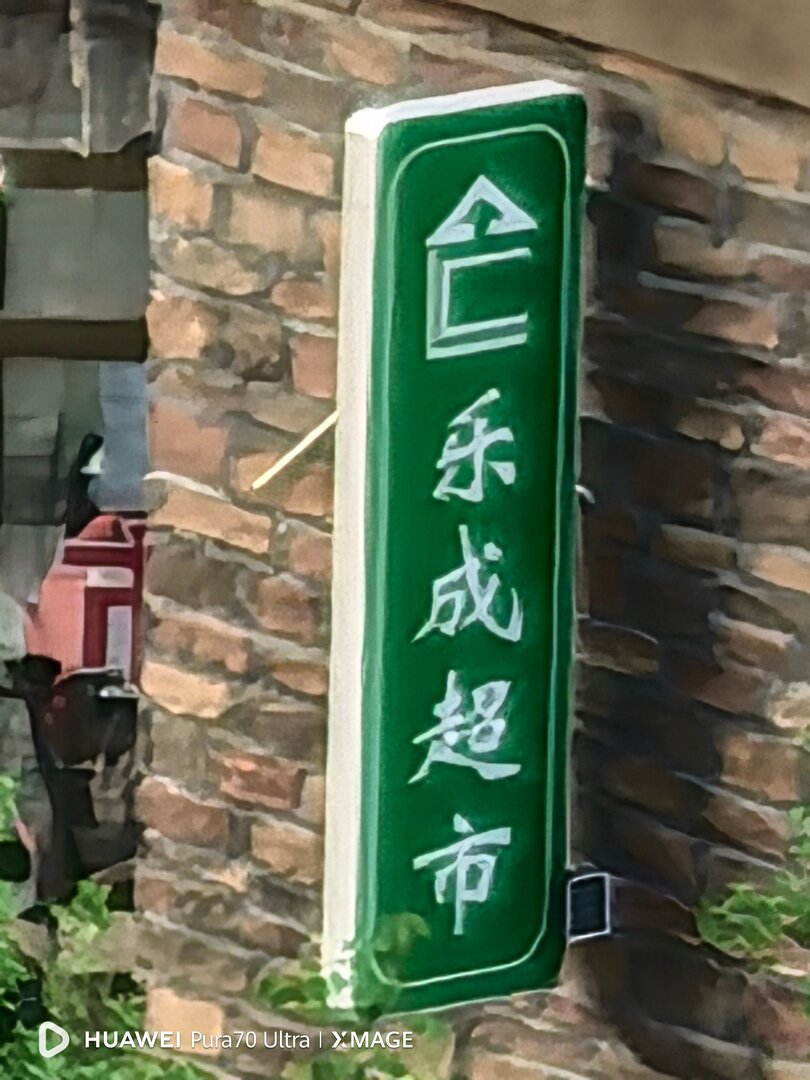 乐成超市
HUAWEI Pura70 Ultra | XMAGE